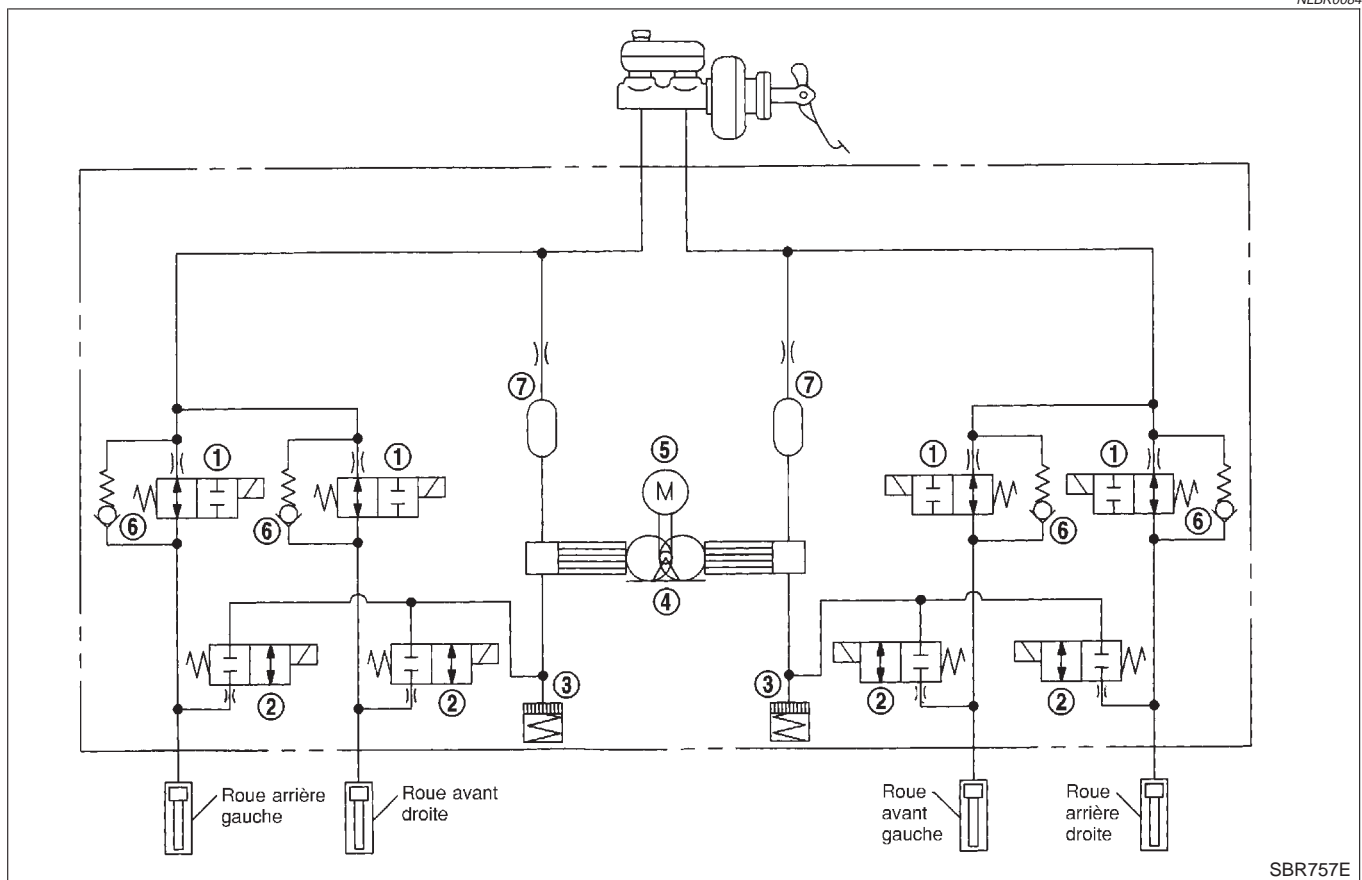 ⑦
⑦
⑤
M
①
①
①
①
⑥
⑥
⑥
⑥
④
③
③
②
②
②
②
Roue arrière
gauche
Roue avant
droite
Roue
avant
gauche
Roue
arrière
droite
SBR757E